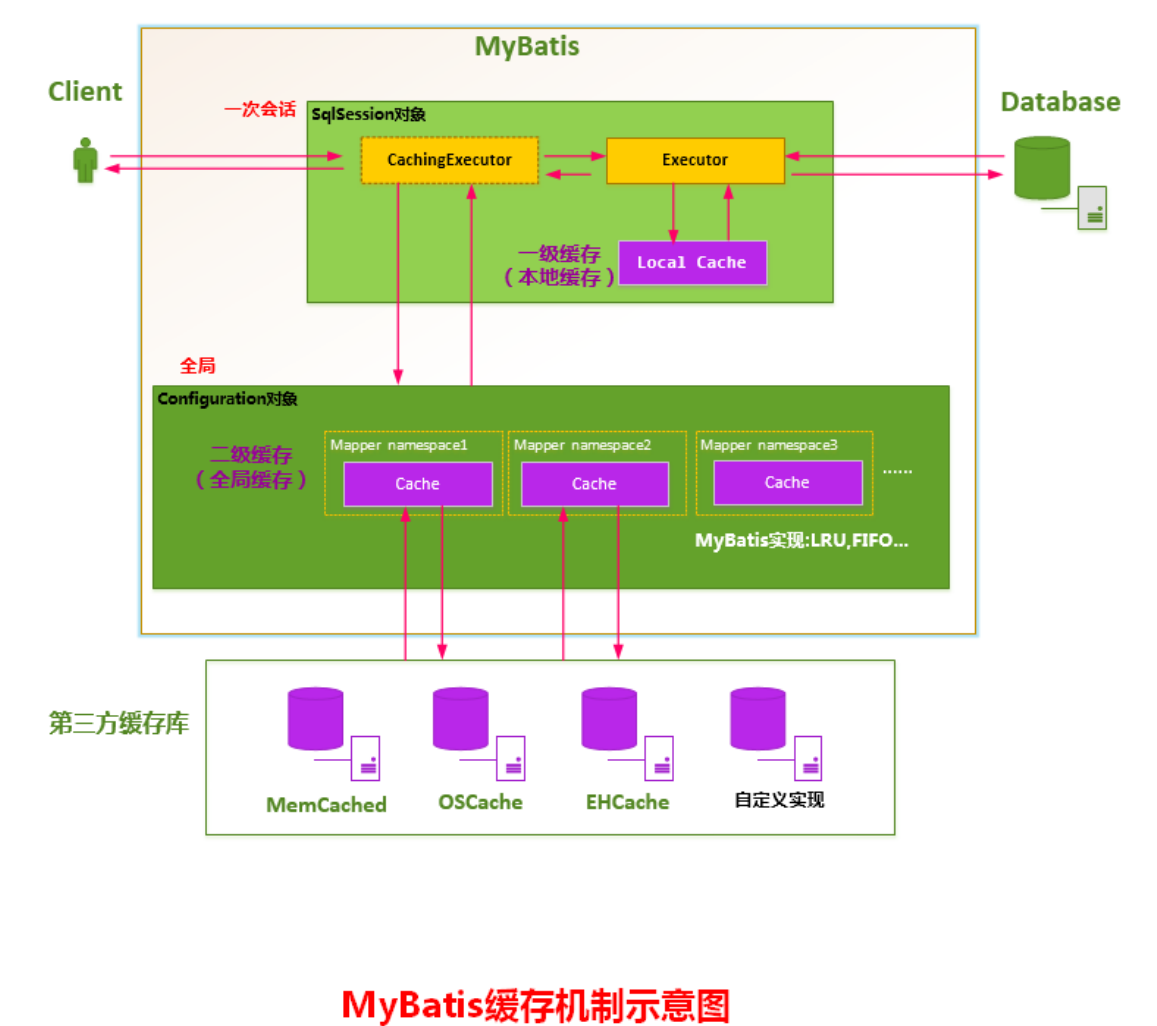 MyBatis
Client
Database
一次会话
SqlSession对象
CachingExecutor
Executor
一级缓存
（本地缓存）
Local Cache
全局
Configuration对象
二级缓存
（全局缓存）
Mapper namespace1
Cache
Mapper namespace2
Cache
Mapper namespace3
Cache
......
MyBatis实现:LRU,FIFO...
第三方缓存库
MemCached
OSCache
EHCache
自定义实现
MyBatis缓存机制示意图